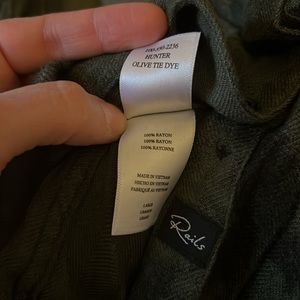 HUNTER
OLIVE TIE DYE
100% RAYON
100% RAYON
100% RAYONNE
MADE IN VIETNAM
HECHO EN VIETNAM
FABRIQUÉ AU VIETNAM
LARGE
Rails